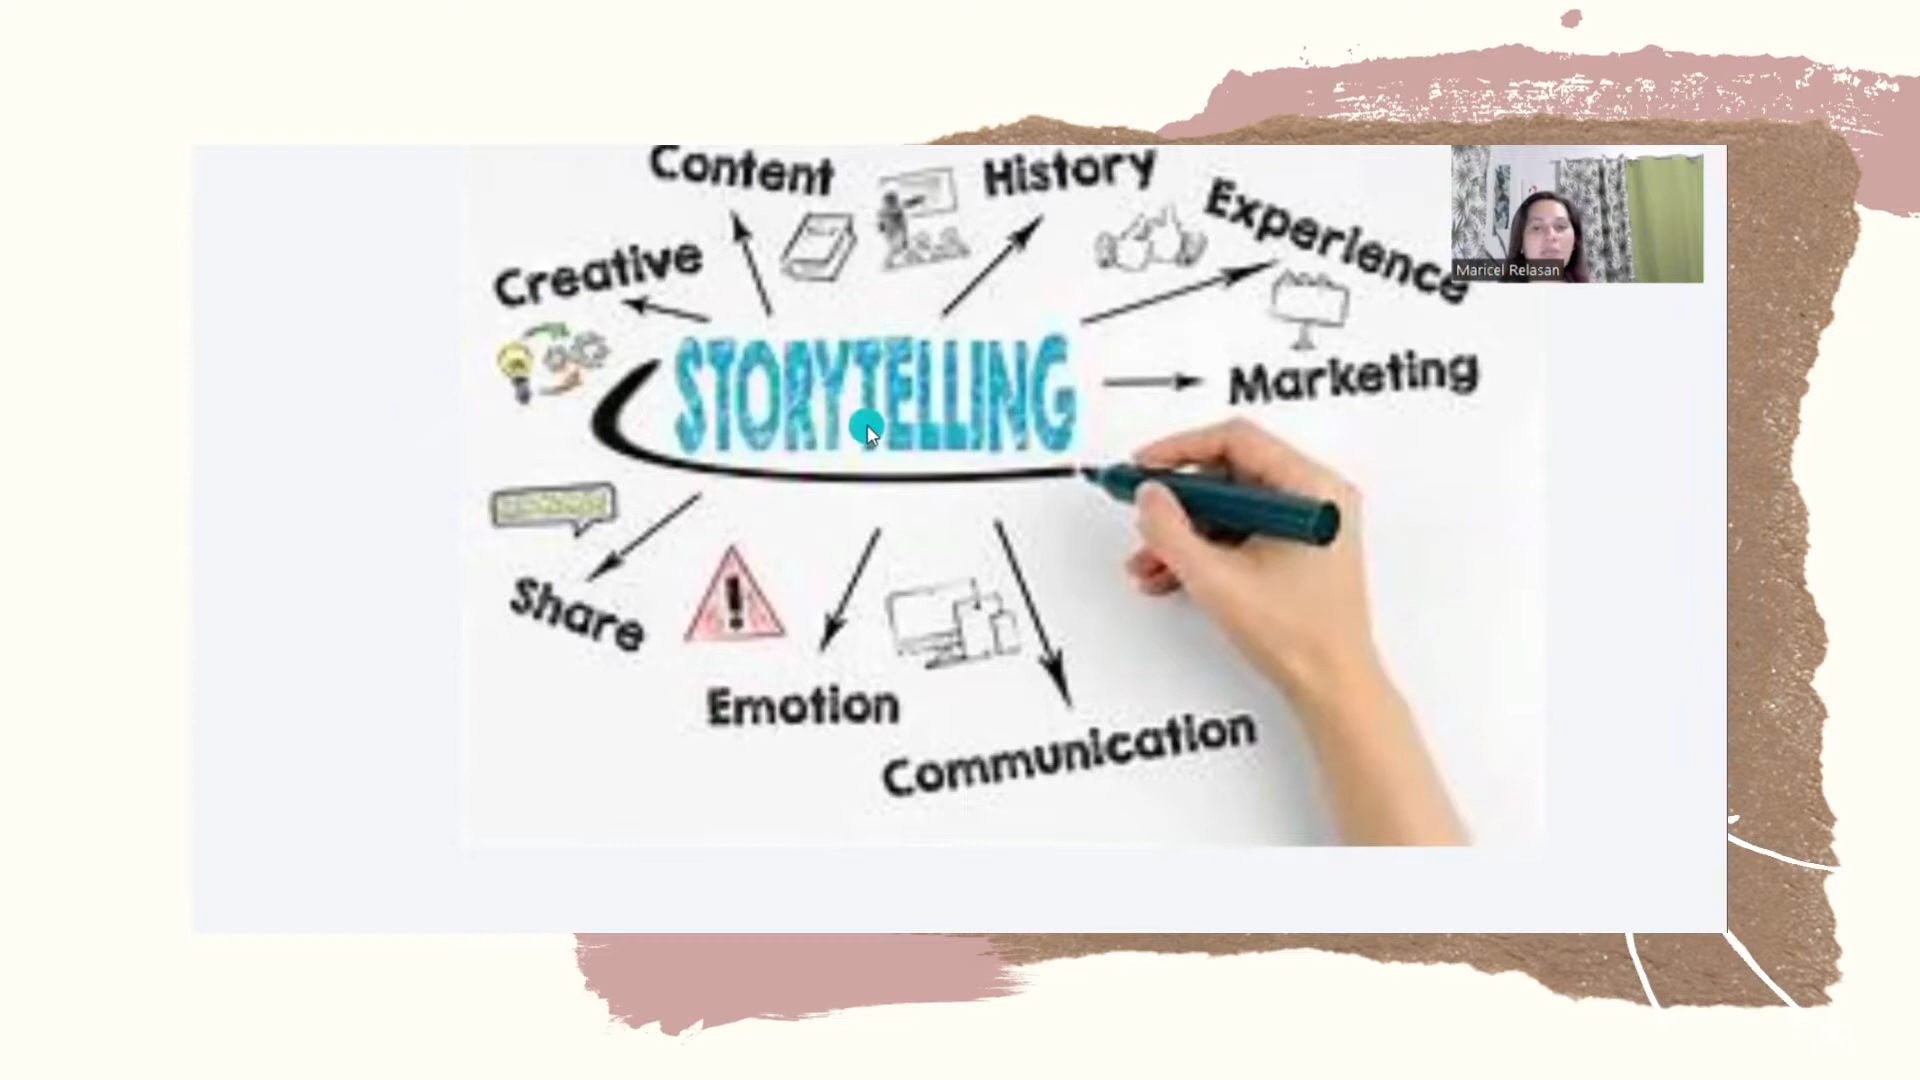 Content
History
Experience
Creative
STORYTELLING
Marketing
Share
Emotion
Communication
Maricel Relasan